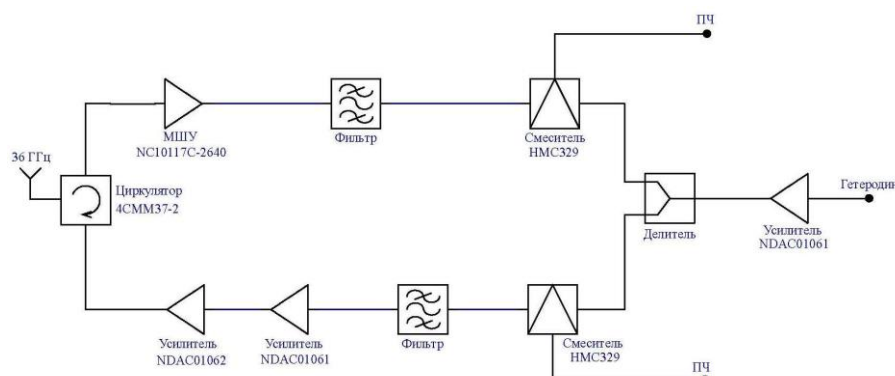 ПЧ
МШУ
NC10117C-2640
Фильтр
Смеситель
HMC329
36 ГГц
Циркулятор
4CMM37-2
Гетеродин
Делитель
Усилитель
NDAC01061
Усилитель
NDAC01062
Усилитель
NDAC01061
Фильтр
Смеситель
HMC329
ПЧ